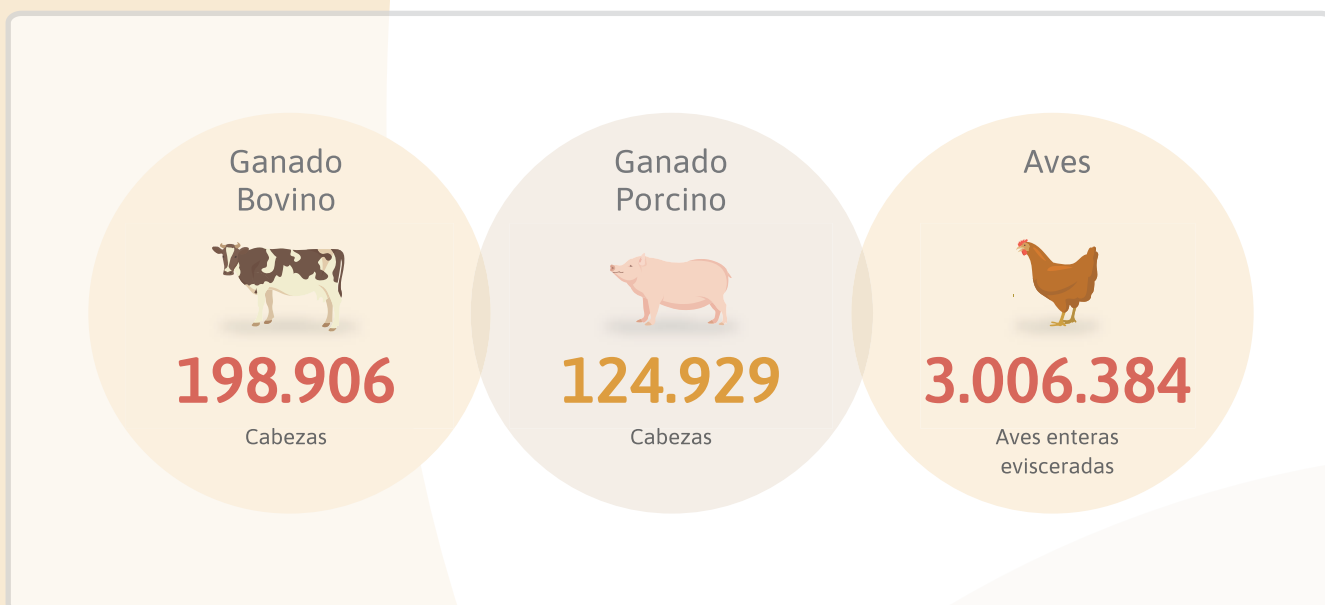 Ganado
Bovino
198.906
Cabezas
Ganado
Porcino
124.929
Cabezas
Aves
3.006.384
Aves enteras
evisceradas